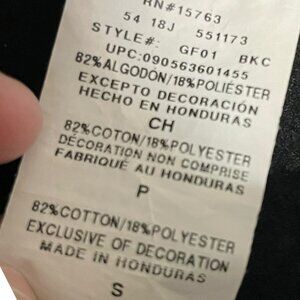 RN#15763
54 18J 551173
STYLE#: GF01 BKC
UPC:090563601455
82%ALGODÓN/18%POLIÉSTER
EXCEPTO DECORACIÓN
HECHO EN HONDURAS
CH
82%COTON/18%POLYESTER
DÉCORATION NON COMPRISE
FABRIQUÉ AU HONDURAS
P
82%COTTON/18%POLYESTER
EXCLUSIVE OF DECORATION
MADE IN HONDURAS
S